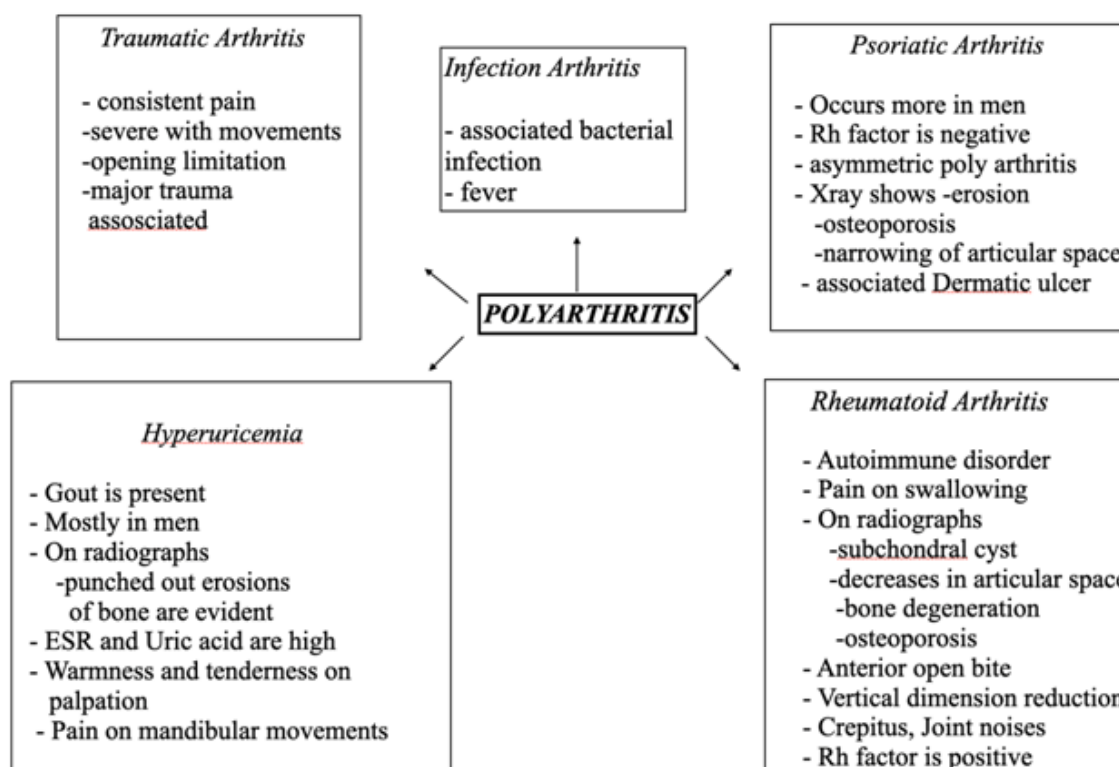 Traumatic Arthritis
- consistent pain
-severe with movements
-opening limitation
-major trauma
assosciated
Infection Arthritis
- associated bacterial
infection
- fever
Psoriatic Arthritis
- Occurs more in men
- Rh factor is negative
- asymmetric poly arthritis
- Xray shows -erosion
-osteoporosis
-narrowing of articular space
- associated Dermatic ulcer
POLYARTHRITIS
Hyperuricemia
- Gout is present
- Mostly in men
- On radiographs
-punched out erosions
of bone are evident
- ESR and Uric acid are high
- Warmness and tenderness on
palpation
- Pain on mandibular movements
Rheumatoid Arthritis
- Autoimmune disorder
- Pain on swallowing
- On radiographs
-subchondral cyst
-decreases in articular space
-bone degeneration
-osteoporosis
- Anterior open bite
- Vertical dimension reduction
- Crepitus, Joint noises
- Rh factor is positive